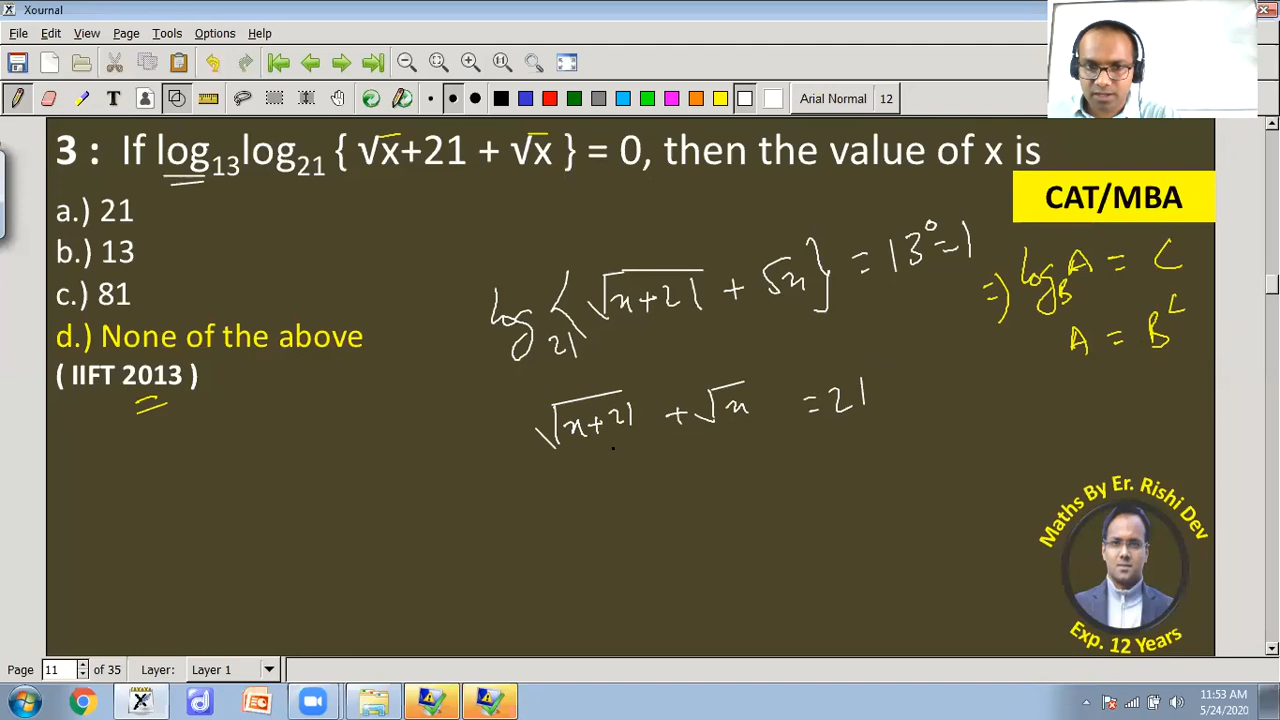 Xournal
File Edit View Page Tools Options Help
Arial Normal 12
3 : If log₁₃log₂₁ { √x+21 + √x } = 0, then the value of x is
CAT/MBA
a.) 21
b.) 13
c.) 81
d.) None of the above
( IIFT 2013 )
log₂₁ { √(x+21) + √x } = 13⁰ = 1
√(x+21) + √x = 21
⇒) log_B A = C
A = B^C
Maths By Er. Rishi Dev
Exp. 12 Years
Page 11 of 35 Layer: Layer 1
11:53 AM
5/24/2020